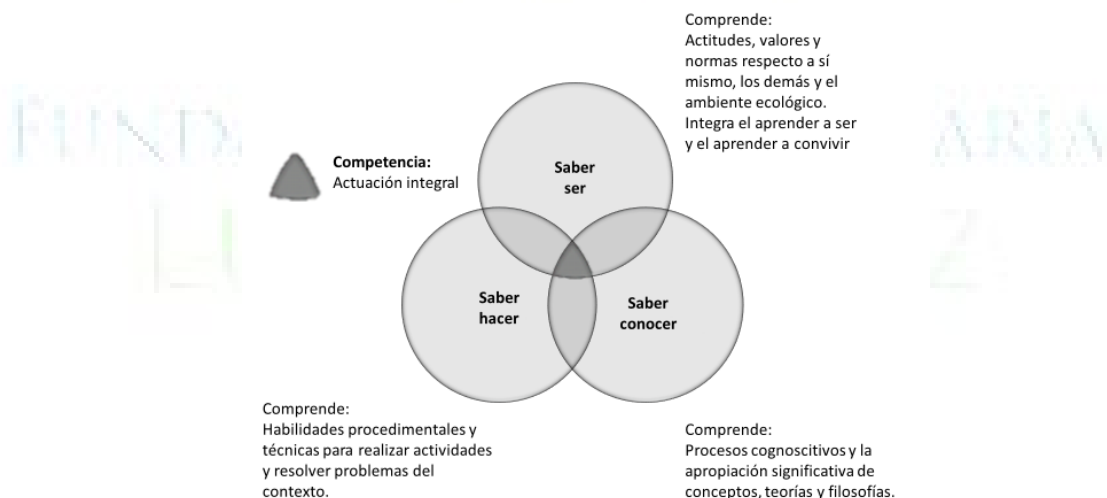 Comprende:
Actitudes, valores y
normas respecto a sí
mismo, los demás y el
ambiente ecológico.
Integra el aprender a ser
y el aprender a convivir
Competencia:
Actuación integral
Saber
ser
Saber
hacer
Saber
conocer
Comprende:
Habilidades procedimentales y
técnicas para realizar actividades
y resolver problemas del
contexto.
Comprende:
Procesos cognoscitivos y la
apropiación significativa de
conceptos, teorías y filosofías.